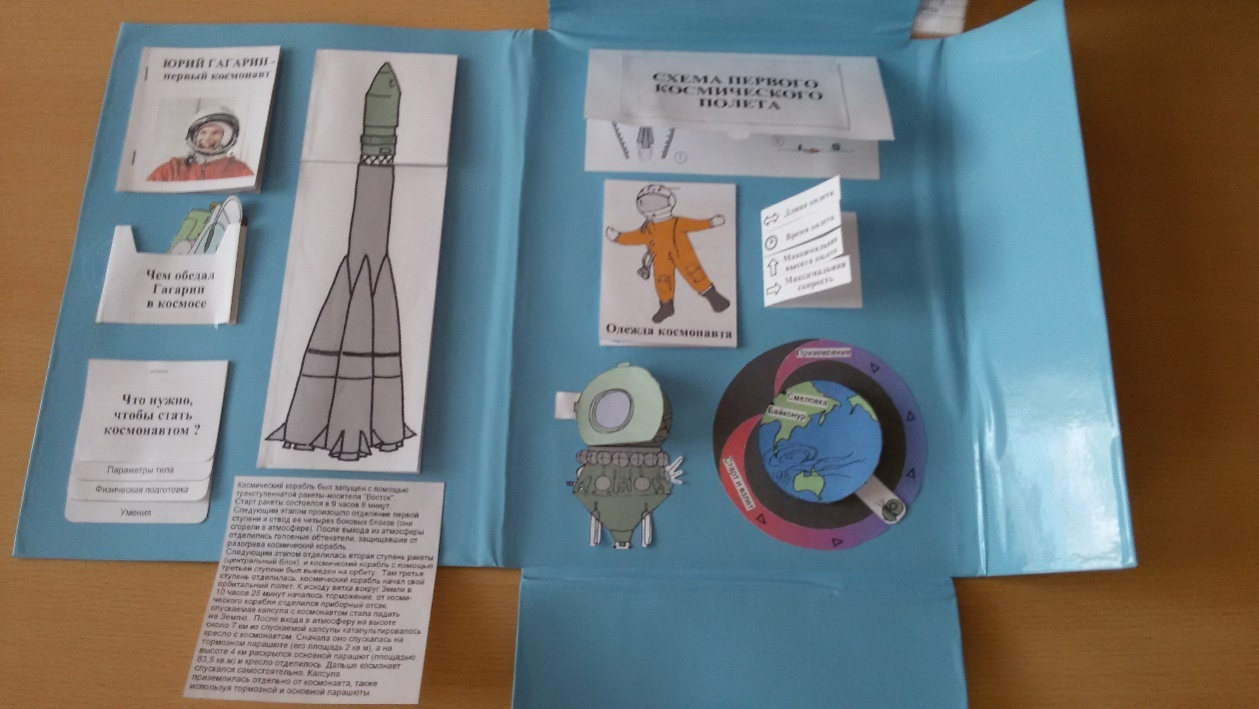 ЮРИЙ ГАГАРИН -
первый космонавт
Чем обедал
Гагарин
в космосе
Что нужно,
чтобы стать
космонавтом ?
Параметры тела
Физическая подготовка
Умения
Космический корабль был запущен с помощью
трехступенчатой ракеты-носителя "Восток".
Старт ракеты состоялся в 9 часов 6 минут.
Следующим этапом произошло отделение первой
ступени и отвод ее четырех боковых блоков (они
сгорели в атмосфере). После выхода из атмосферы
отделились головные обтекатели, защищавшие от
разогрева космический корабль.
Следующим этапом отделилась вторая ступень ракеты
(центральный блок), и космический корабль с помощью
третьей ступени был выведен на орбиту. Там третья
ступень отделилась, космический корабль начал свой
орбитальный полет. К исходу витка вокруг Земли в
10 часов 25 минут началось торможение, от косми-
ческого корабля отделился приборный отсек,
спускаемая капсула с космонавтом стала падать
на Землю. После входа в атмосферу на высоте
около 7 км из спускаемой капсулы катапультировалось
кресло с космонавтом. Сначала оно спускалась на
тормозном парашюте (его площадь 2 кв.м), а на
высоте 4 км раскрылся основной парашют (площадью
83,5 кв.м) и кресло отделилось. Дальше космонавт
спускался самостоятельно. Капсула
приземлилась отдельно от космонавта, также
используя тормозной и основной парашюты
СХЕМА ПЕРВОГО
КОСМИЧЕСКОГО
ПОЛЕТА
Одежда космонавта
Длина полета
Время полета
Максимальная
высота полета
Максимальная
скорость
Приземление
Смеловка
Байконур
Старт и взлет